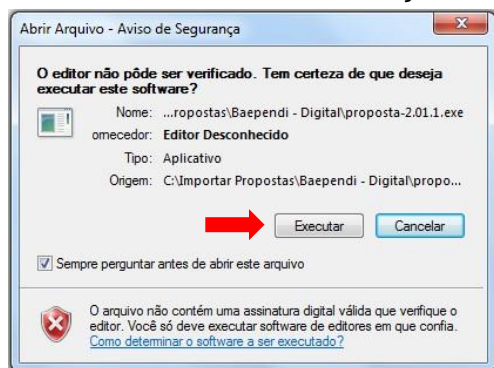 Abrir Arquivo - Aviso de Segurança
O editor não pôde ser verificado. Tem certeza de que deseja
executar este software?
Nome: ...ropostas\Baependi - Digital\proposta-2.01.1.exe
omecedor: Editor Desconhecido
Tipo: Aplicativo
Origem: C:\Importar Propostas\Baependi - Digital\propo...
Executar Cancelar
Sempre perguntar antes de abrir este arquivo
O arquivo não contém uma assinatura digital válida que verifique o
editor. Você só deve executar software de editores em que confia.
Como determinar o software a ser executado?